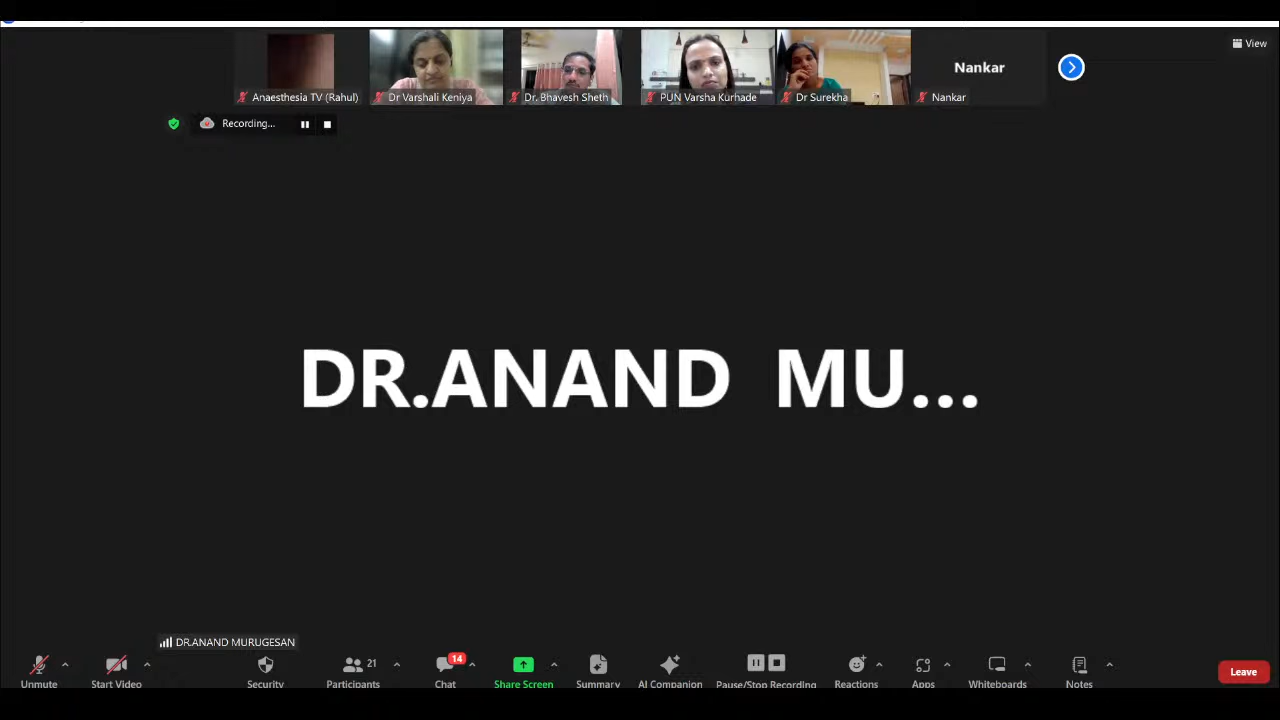 View
Nankar
Anaesthesia TV (Rahul)
Dr Varshali Keniya
Dr. Bhavesh Sheth
PUN Varsha Kurhade
Dr Surekha
Nankar
Recording...
DR.ANAND MU...
DR.ANAND MURUGESAN
Unmute
Start Video
Security
Participants
21
Chat
14
Share Screen
Summary
AI Companion
Pause/Stop Recording
Reactions
Apps
Whiteboards
Notes
Leave